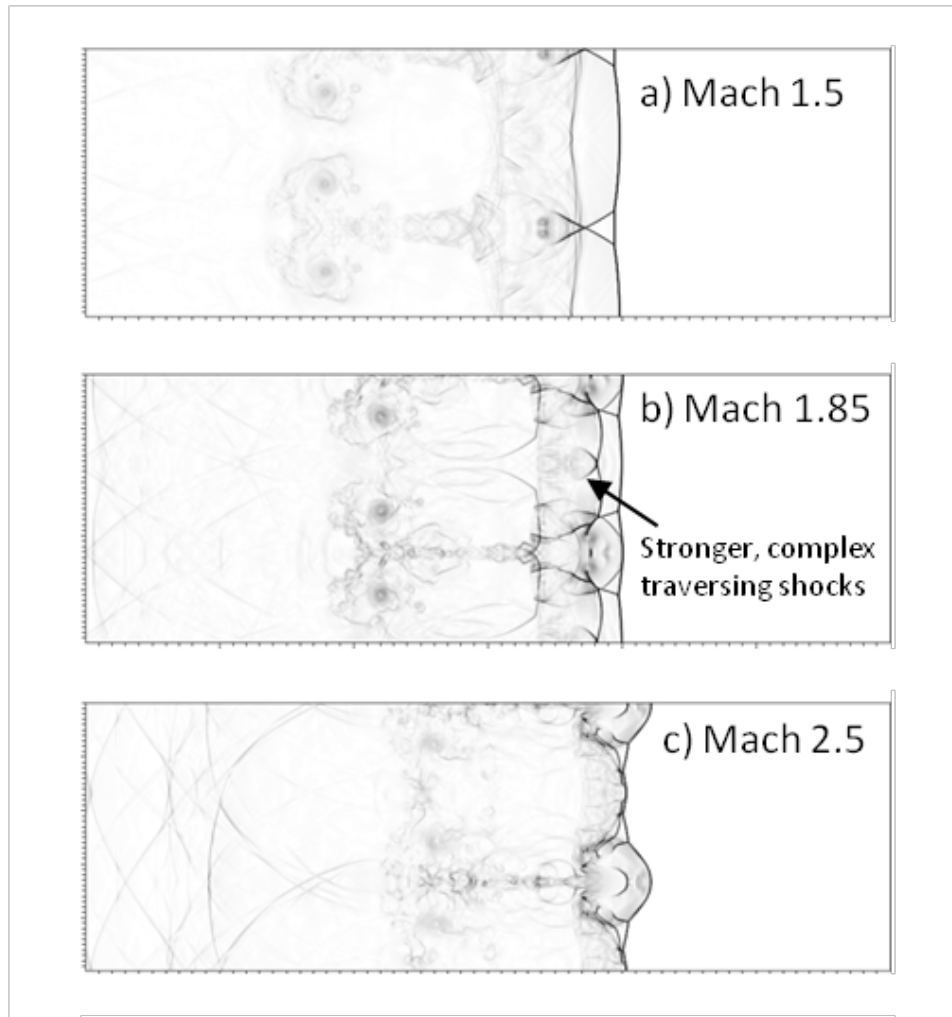 a) Mach 1.5
b) Mach 1.85
Stronger, complex
traversing shocks
c) Mach 2.5